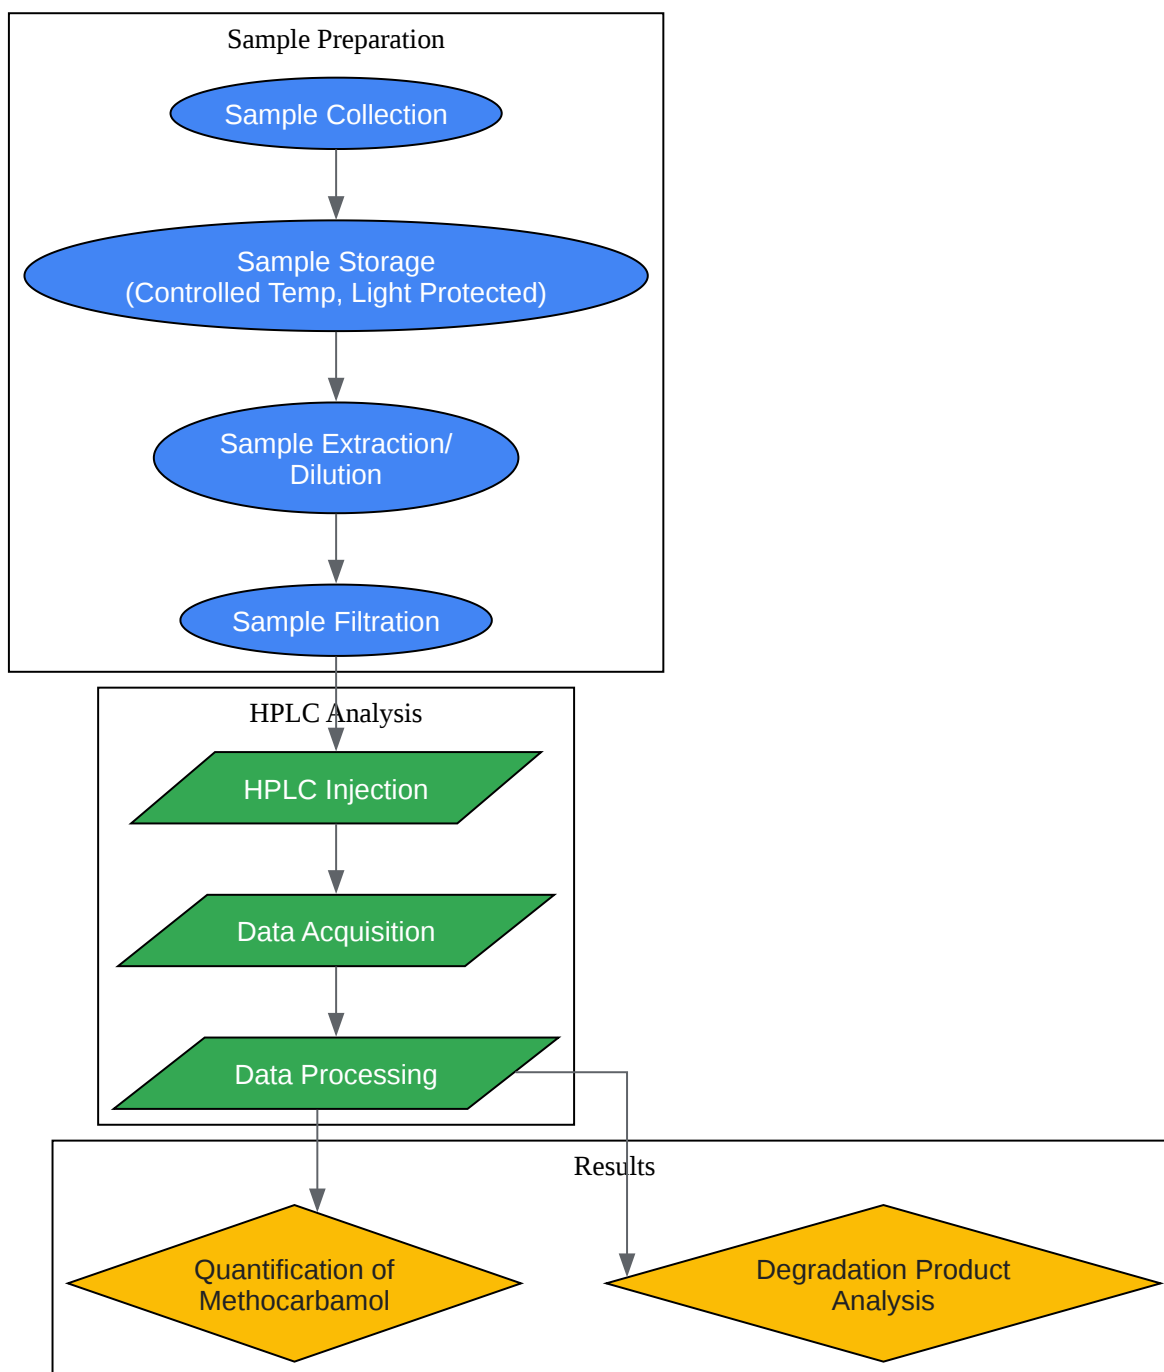 Sample Preparation
Sample Collection
Sample Storage
(Controlled Temp, Light Protected)
Sample Extraction/
Dilution
Sample Filtration
HPLC Analysis
HPLC Injection
Data Acquisition
Data Processing
Results
Quantification of
Methocarbamol
Degradation Product
Analysis